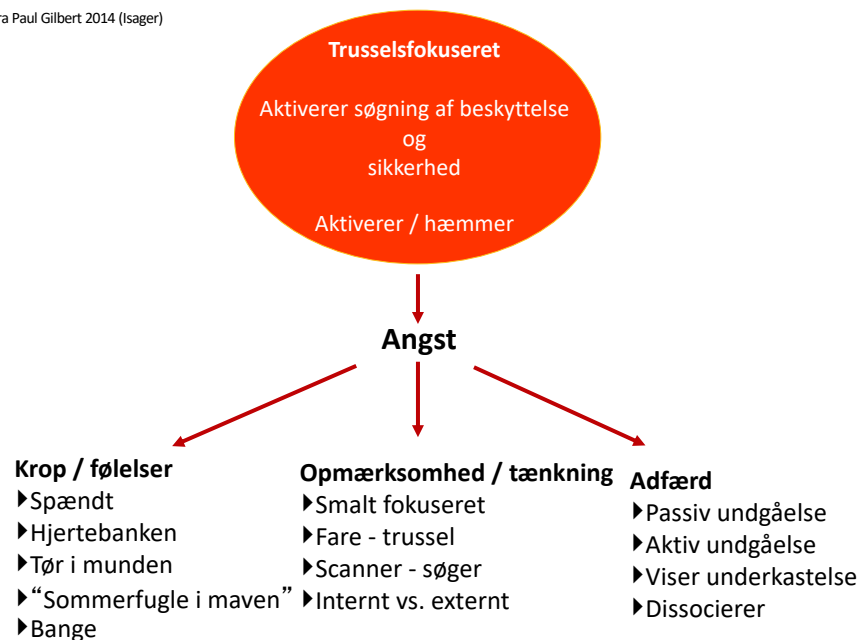 ra Paul Gilbert 2014 (Isager)
Trusselsfokuseret
Aktiverer søgning af beskyttelse
og
sikkerhed
Aktiverer / hæmmer
Angst
Krop / følelser
Spændt
Hjertebanken
Tør i munden
“Sommerfugle i maven”
Bange
Opmærksomhed / tænkning
Smalt fokuseret
Fare - trussel
Scanner - søger
Internt vs. externt
Adfærd
Passiv undgåelse
Aktiv undgåelse
Viser underkastelse
Dissocierer